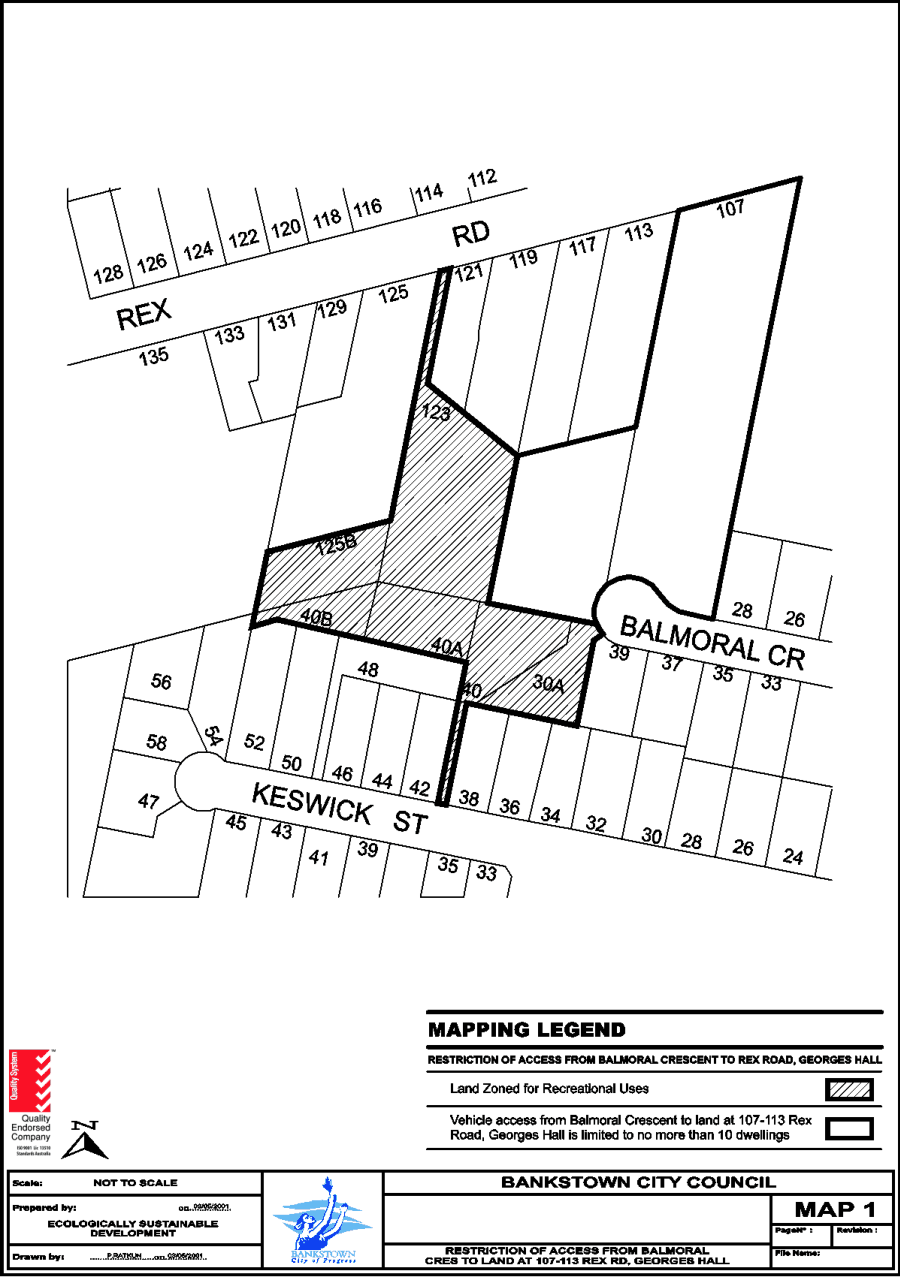 112
114
116
118
120
122
124
126
128
RD
REX
107
113
117
119
121
125
129
131
133
135
123
125B
40B
40A
40
30A
28
26
BALMORAL CR
39
37
35
33
48
56
58
54
52
50
46
44
42
47
KESWICK ST
38
36
34
32
30
28
26
24
45
43
41
39
35
33
MAPPING LEGEND
RESTRICTION OF ACCESS FROM BALMORAL CRESCENT TO REX ROAD, GEORGES HALL
Land Zoned for Recreational Uses
Vehicle access from Balmoral Crescent to land at 107-113 Rex
Road, Georges Hall is limited to no more than 10 dwellings
Quality System
Quality
Endorsed
Company
Standards Australia
N
Scale: NOT TO SCALE
Prepared by:
ECOLOGICALLY SUSTAINABLE
DEVELOPMENT
Drawn by:
BANKSTOWN
City of Progress
BANKSTOWN CITY COUNCIL
RESTRICTION OF ACCESS FROM BALMORAL
CRES TO LAND AT 107-113 REX RD, GEORGES HALL
MAP 1
PageNº : Revision :
File Name: